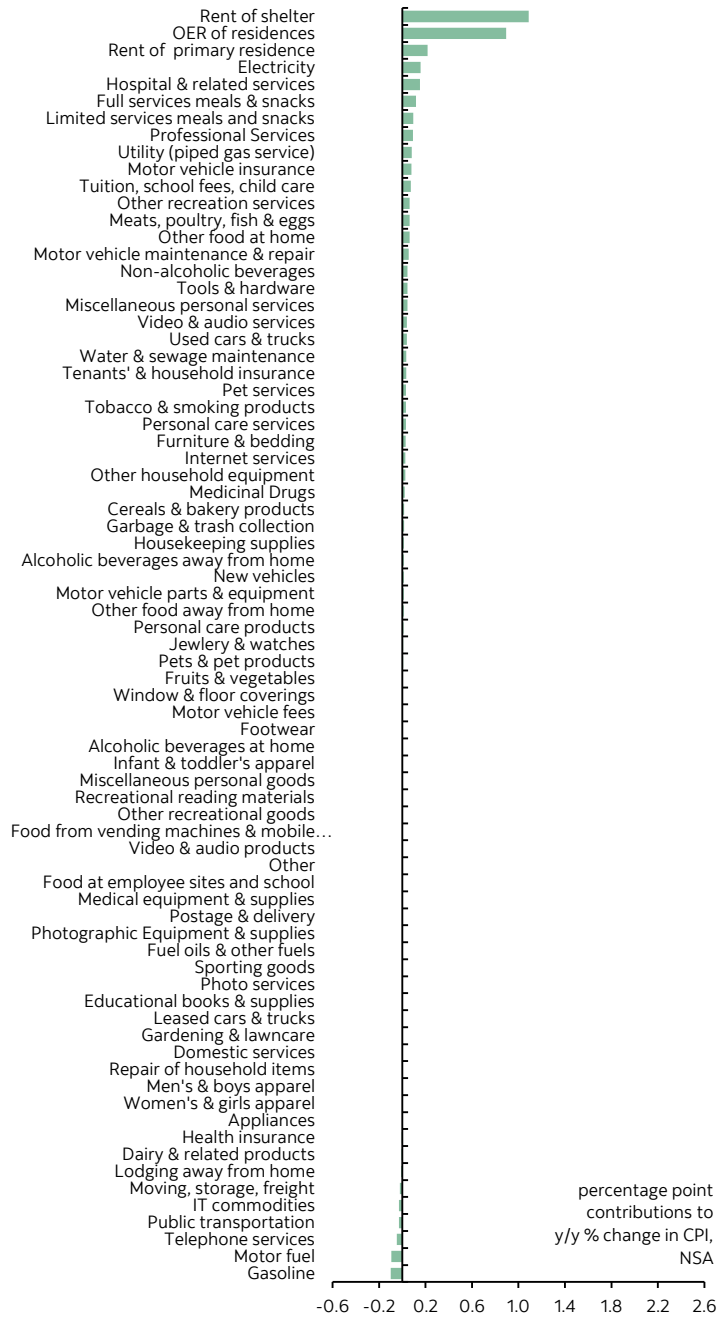 Rent of shelter
OER of residences
Rent of  primary residence
Electricity
Hospital & related services
Full services meals & snacks
Limited services meals and snacks
Professional Services
Utility (piped gas service)
Motor vehicle insurance
Tuition, school fees, child care
Other recreation services
Meats, poultry, fish & eggs
Other food at home
Motor vehicle maintenance & repair
Non-alcoholic beverages
Tools & hardware
Miscellaneous personal services
Video & audio services
Used cars & trucks
Water & sewage maintenance
Tenants' & household insurance
Pet services
Tobacco & smoking products
Personal care services
Furniture & bedding
Internet services
Other household equipment
Medicinal Drugs
Cereals & bakery products
Garbage & trash collection
Housekeeping supplies
Alcoholic beverages away from home
New vehicles
Motor vehicle parts & equipment
Other food away from home
Personal care products
Jewlery & watches
Pets & pet products
Fruits & vegetables
Window & floor coverings
Motor vehicle fees
Footwear
Alcoholic beverages at home
Infant & toddler's apparel
Miscellaneous personal goods
Recreational reading materials
Other recreational goods
Food from vending machines & mobile…
Video & audio products
Other
Food at employee sites and school
Medical equipment & supplies
Postage & delivery
Photographic Equipment & supplies
Fuel oils & other fuels
Sporting goods
Photo services
Educational books & supplies
Leased cars & trucks
Gardening & lawncare
Domestic services
Repair of household items
Men's & boys apparel
Women's & girls apparel
Appliances
Health insurance
Dairy & related products
Lodging away from home
Moving, storage, freight
IT commodities
Public transportation
Telephone services
Motor fuel
Gasoline
percentage point
contributions to
y/y % change in CPI,
NSA
-0.6 -0.2 0.2 0.6 1.0 1.4 1.8 2.2 2.6